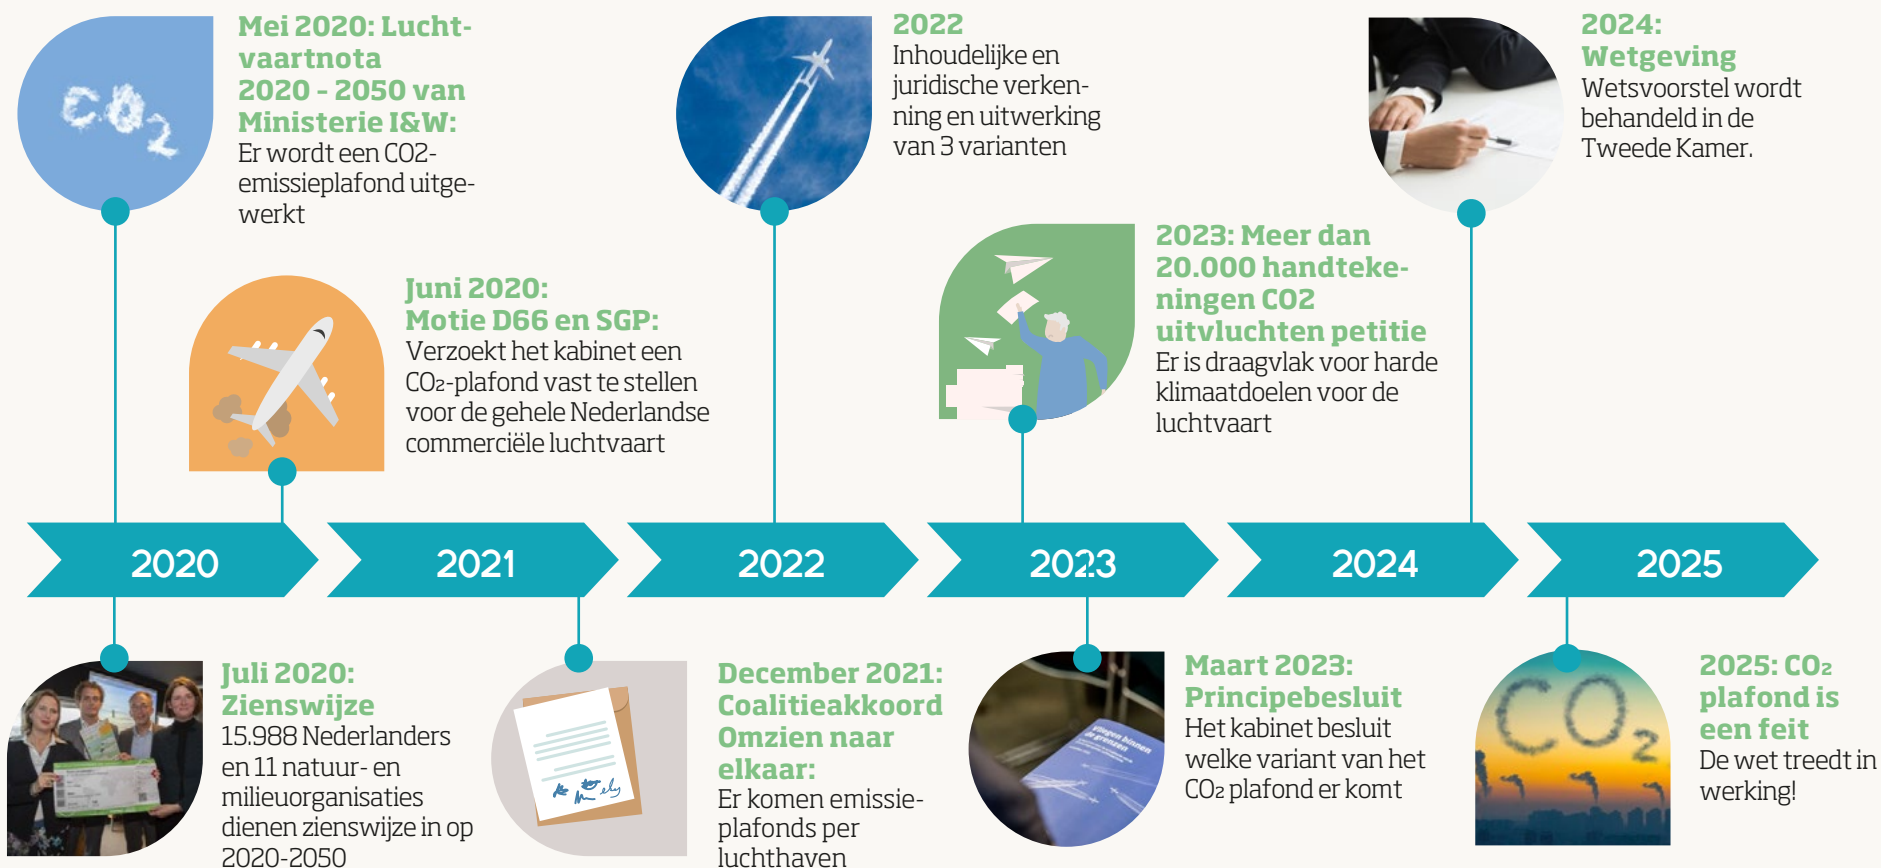 Mei 2020: Lucht-
vaartnota
2020 - 2050 van
Ministerie I&W:
Er wordt een CO2-
emissieplafond uitge-
werkt
CO2
Juni 2020:
Motie D66 en SGP:
Verzoekt het kabinet een
CO2-plafond vast te stellen
voor de gehele Nederlandse
commerciële luchtvaart
2022
Inhoudelijke en
juridische verken-
ning en uitwerking
van 3 varianten
2023: Meer dan
20.000 handteke-
ningen CO2
uitvluchten petitie
Er is draagvlak voor harde
klimaatdoelen voor de
luchtvaart
2024:
Wetgeving
Wetsvoorstel wordt
behandeld in de
Tweede Kamer.
2020
2021
2022
2023
2024
2025
Juli 2020:
Zienswijze
15.988 Nederlanders
en 11 natuur- en
milieuorganisaties
dienen zienswijze in op
2020-2050
December 2021:
Coalitieakkoord
Omzien naar
elkaar:
Er komen emissie-
plafonds per
luchthaven
vliegen binnen
de grenzen
Maart 2023:
Principebesluit
Het kabinet besluit
welke variant van het
CO2 plafond er komt
CO2
2025: CO2
plafond is
een feit
De wet treedt in
werking!